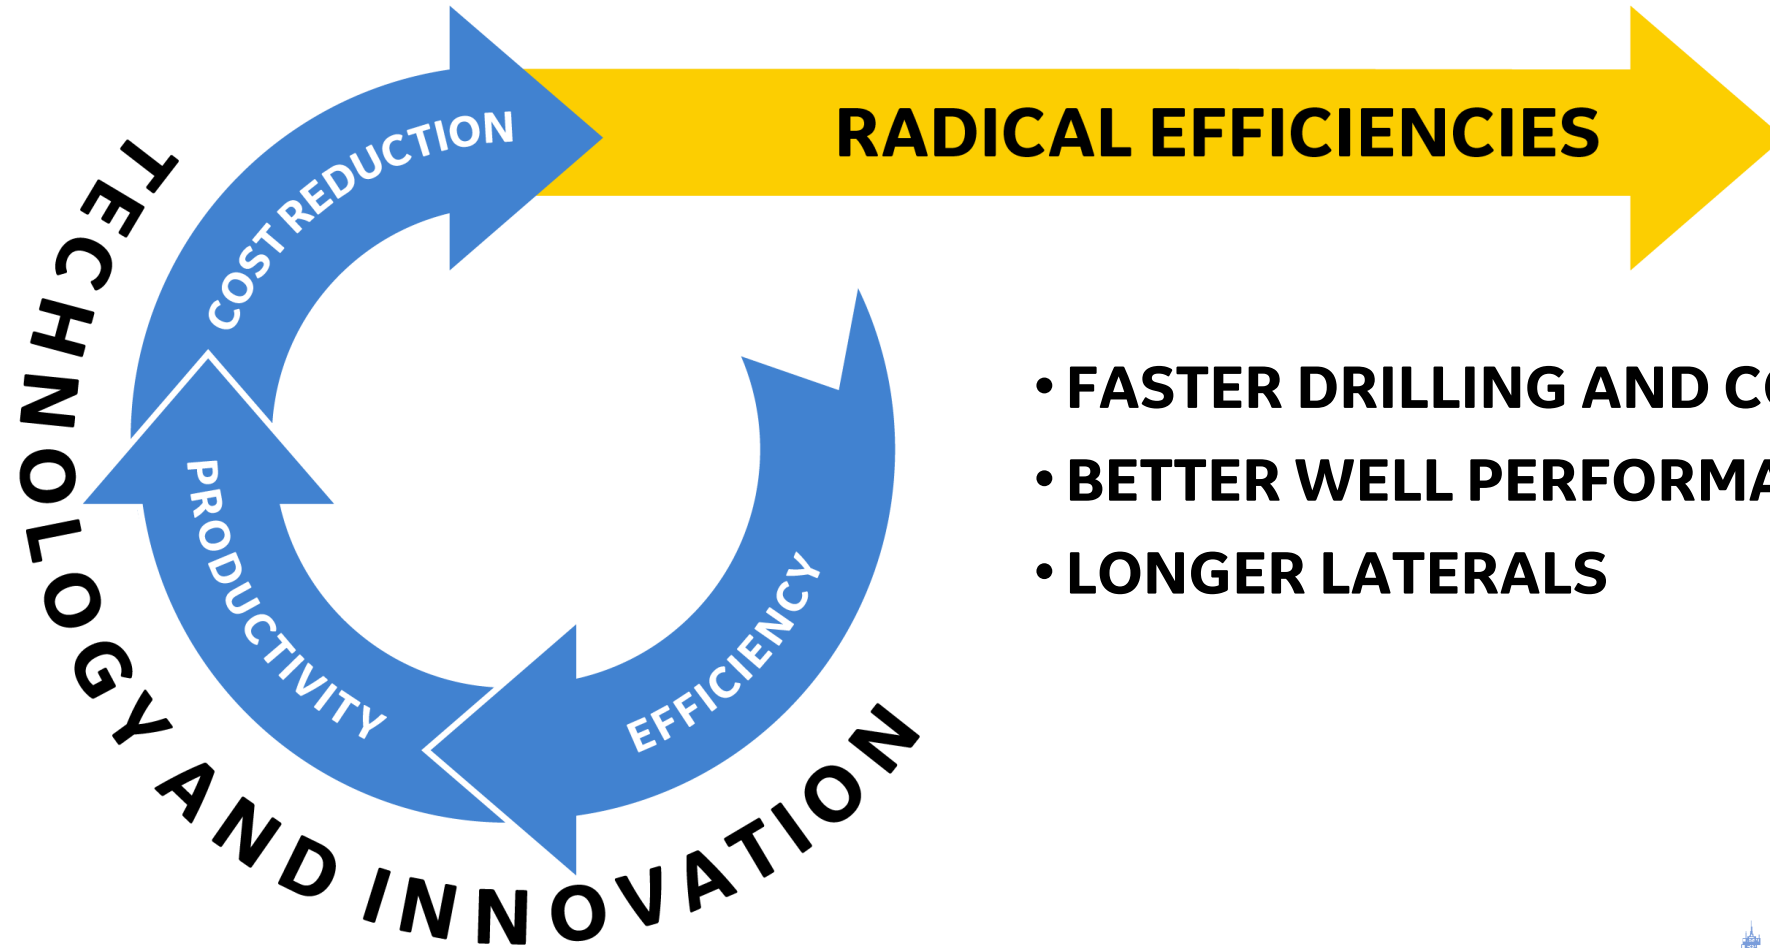 TECHNOLOGY AND INNOVATION
COST REDUCTION
PRODUCTIVITY
EFFICIENCY
RADICAL EFFICIENCIES
• FASTER DRILLING AND
• BETTER WELL
• LONGER LATERALS